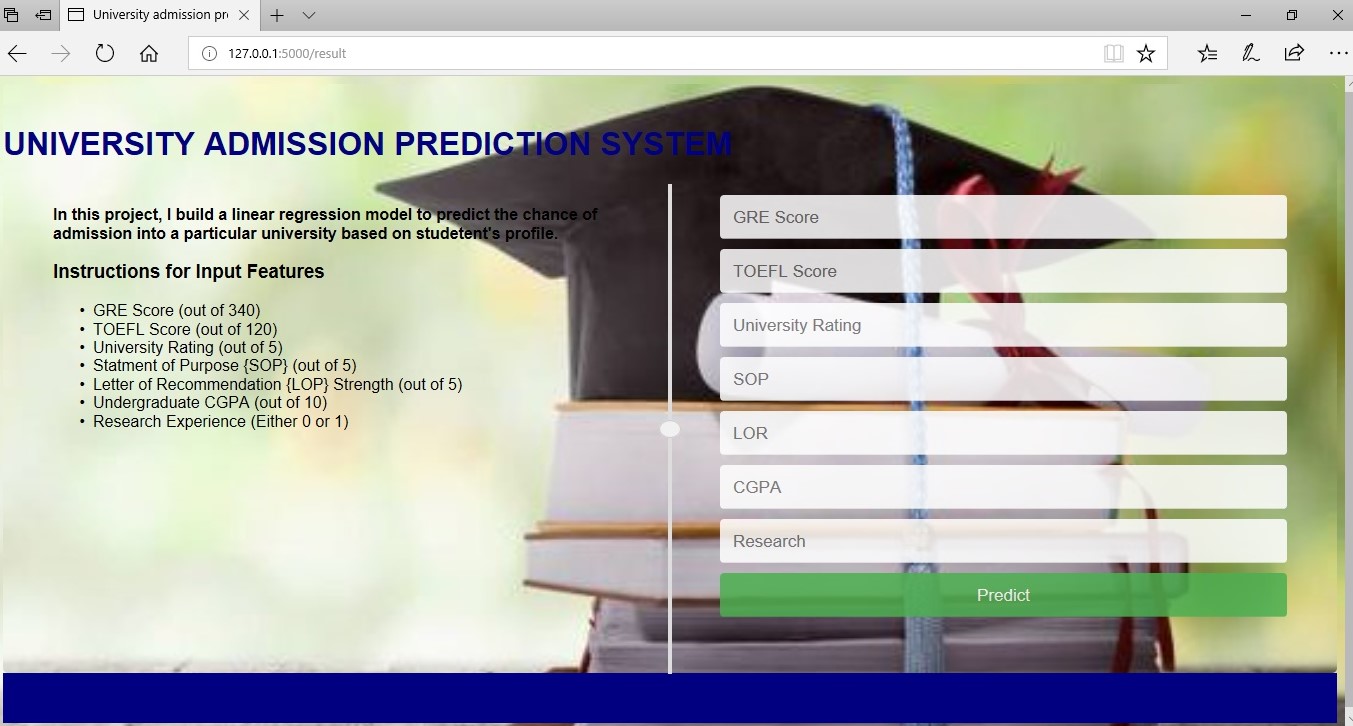 University admission pr
127.0.0.1:5000/result
UNIVERSITY ADMISSION PREDICTION SYSTEM
In this project, I build a linear regression model to predict the chance of
admission into a particular university based on studetent's profile.
Instructions for Input Features
• GRE Score (out of 340)
• TOEFL Score (out of 120)
• University Rating (out of 5)
• Statment of Purpose {SOP} (out of 5)
• Letter of Recommendation {LOP} Strength (out of 5)
• Undergraduate CGPA (out of 10)
• Research Experience (Either 0 or 1)
GRE Score
TOEFL Score
University Rating
SOP
LOR
CGPA
Research
Predict